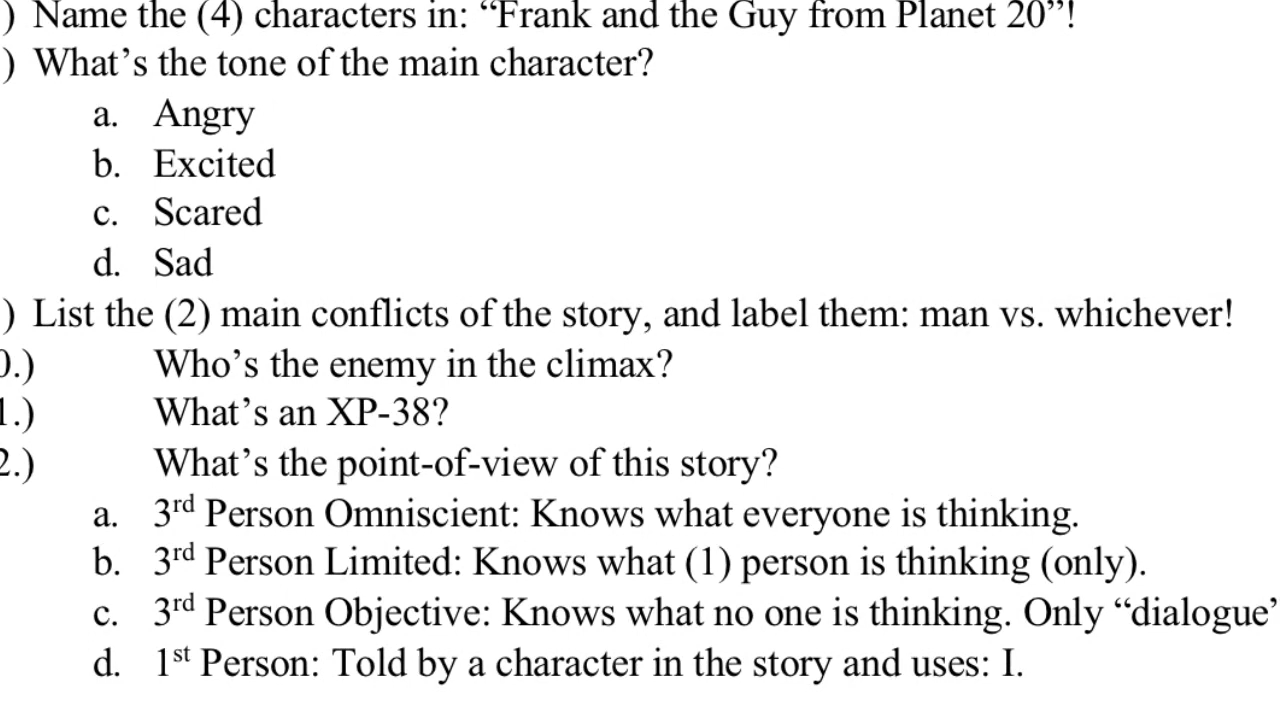 ) Name the (4) characters in: “Frank and the Guy from Planet 20”!
) What’s the tone of the main character?
a. Angry
b. Excited
c. Scared
d. Sad
) List the (2) main conflicts of the story, and label them: man vs. whichever!
0.) Who’s the enemy in the climax?
1.) What’s an XP-38?
2.) What’s the point-of-view of this story?
a. 3rd Person Omniscient: Knows what everyone is thinking.
b. 3rd Person Limited: Knows what (1) person is thinking (only).
c. 3rd Person Objective: Knows what no one is thinking. Only “dialogue’
d. 1st Person: Told by a character in the story and uses: I.